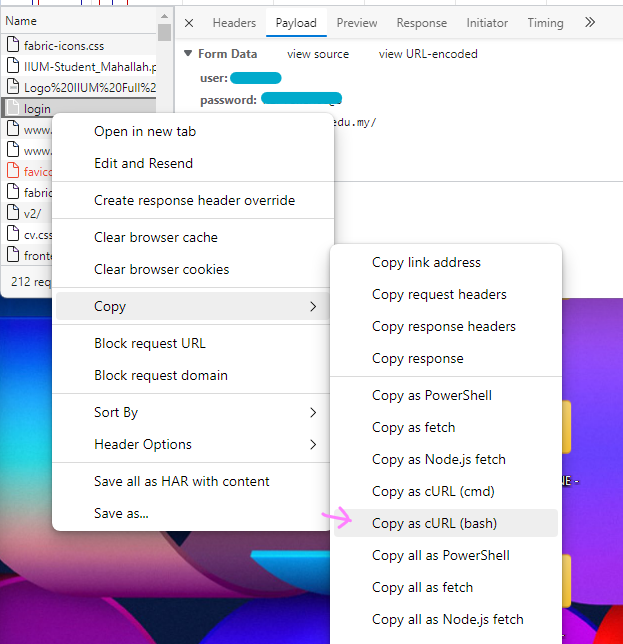 Name
Headers Payload Preview Response Initiator Timing
fabric-icons.css
Form Data view source view URL-encoded
IIUM-Student_Mahallah.p
user:
Logo%20IIUM%20Full%2
password:
login
edu.my/
www.
www.
favico
fabric
v2/
cv.css
fronte
212 req
Open in new tab
Edit and Resend
Create response header override
Clear browser cache
Clear browser cookies
Copy
Block request URL
Block request domain
Sort By
Header Options
Save all as HAR with content
Save as...
Copy link address
Copy request headers
Copy response headers
Copy response
Copy as PowerShell
Copy as fetch
Copy as Node.js fetch
Copy as cURL (cmd)
Copy as cURL (bash)
Copy all as PowerShell
Copy all as fetch
Copy all as Node.js fetch
NE -